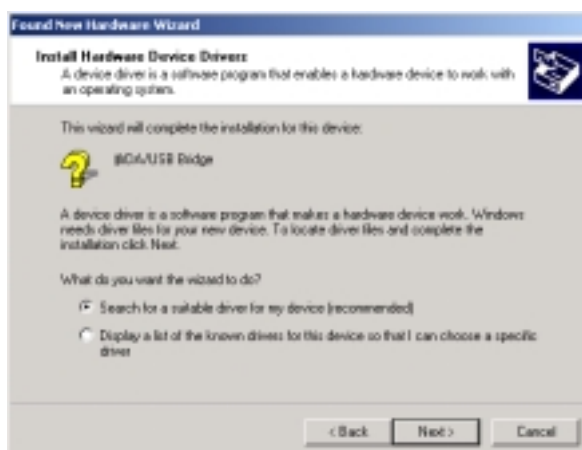 Found New Hardware Wizard
Install Hardware Device Drivers
A device driver is a software program that enables a hardware device to work with
an operating system.
This wizard will complete the installation for this device:
USB Bridge
A device driver is a software program that makes a hardware device work. Windows
needs driver files for your new device. To locate driver files and complete the
installation click Next.
What do you want the wizard to do?
Search for a suitable driver for my device (recommended)
Display a list of the known drivers for this device so that I can choose a specific
driver
< Back
Next >
Cancel